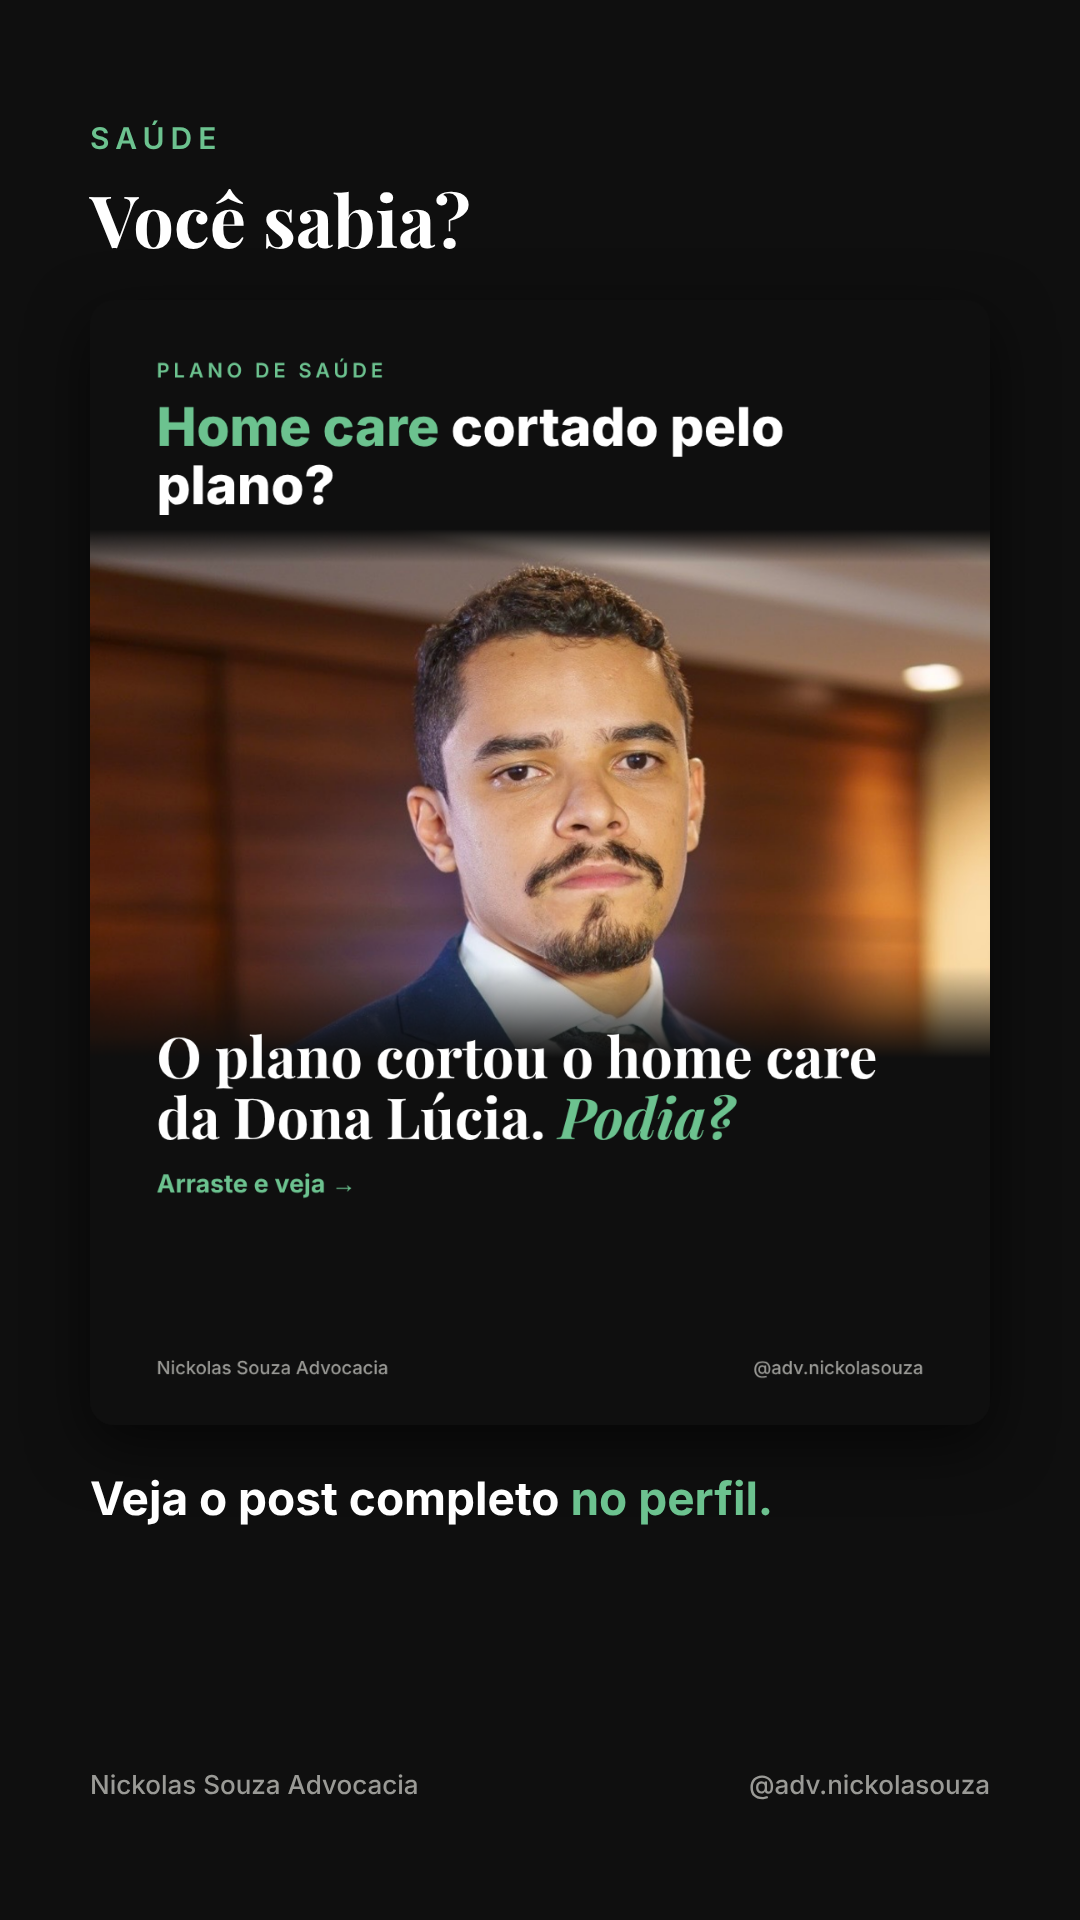 SAÚDE
Você sabia?
PLANO DE SAÚDE
Home care cortado pelo
plano?
O plano cortou o home care
da Dona Lúcia. Podia?
Arraste e veja →
Nickolas Souza Advocacia
@adv.nickolasouza
Veja o post completo no perfil.
Nickolas Souza Advocacia
@adv.nickolasouza